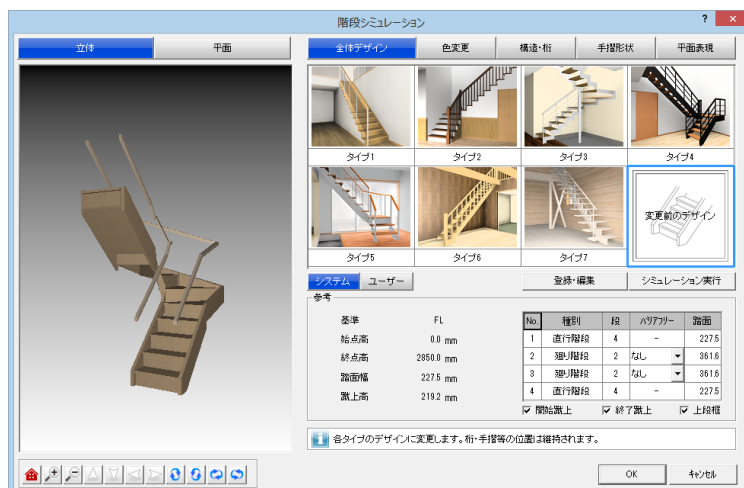 階段シミュレーション
? ×
立体 平面
全体デザイン 色変更 構造・桁 手摺形状 平面表現
タイプ1 タイプ2 タイプ3 タイプ4
変更前のデザイン
タイプ5 タイプ6 タイプ7
システム ユーザー 登録・編集 シミュレーション実行
参考
基準 FL
始点高 0.0 mm
終点高 2850.0 mm
踏面幅 227.5 mm
蹴上高 219.2 mm
No. 種別 段 バリアフリー 踏面
1 直行階段 4 - 227.5
2 廻り階段 2 なし 361.6
3 廻り階段 2 なし 361.6
4 直行階段 4 - 227.5
開始蹴上 終了蹴上 上段框
各タイプのデザインに変更します。桁・手摺等の位置は維持されます。
OK キャンセル